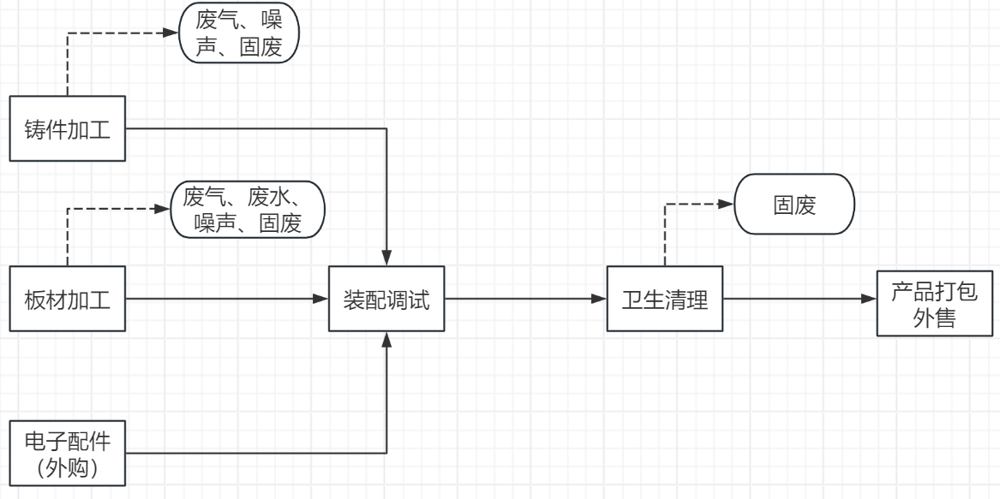 废气、噪
声、固废
铸件加工
废气、废水、
噪声、固废
固废
板材加工
装配调试
卫生清理
产品打包
外售
电子配件
（外购）